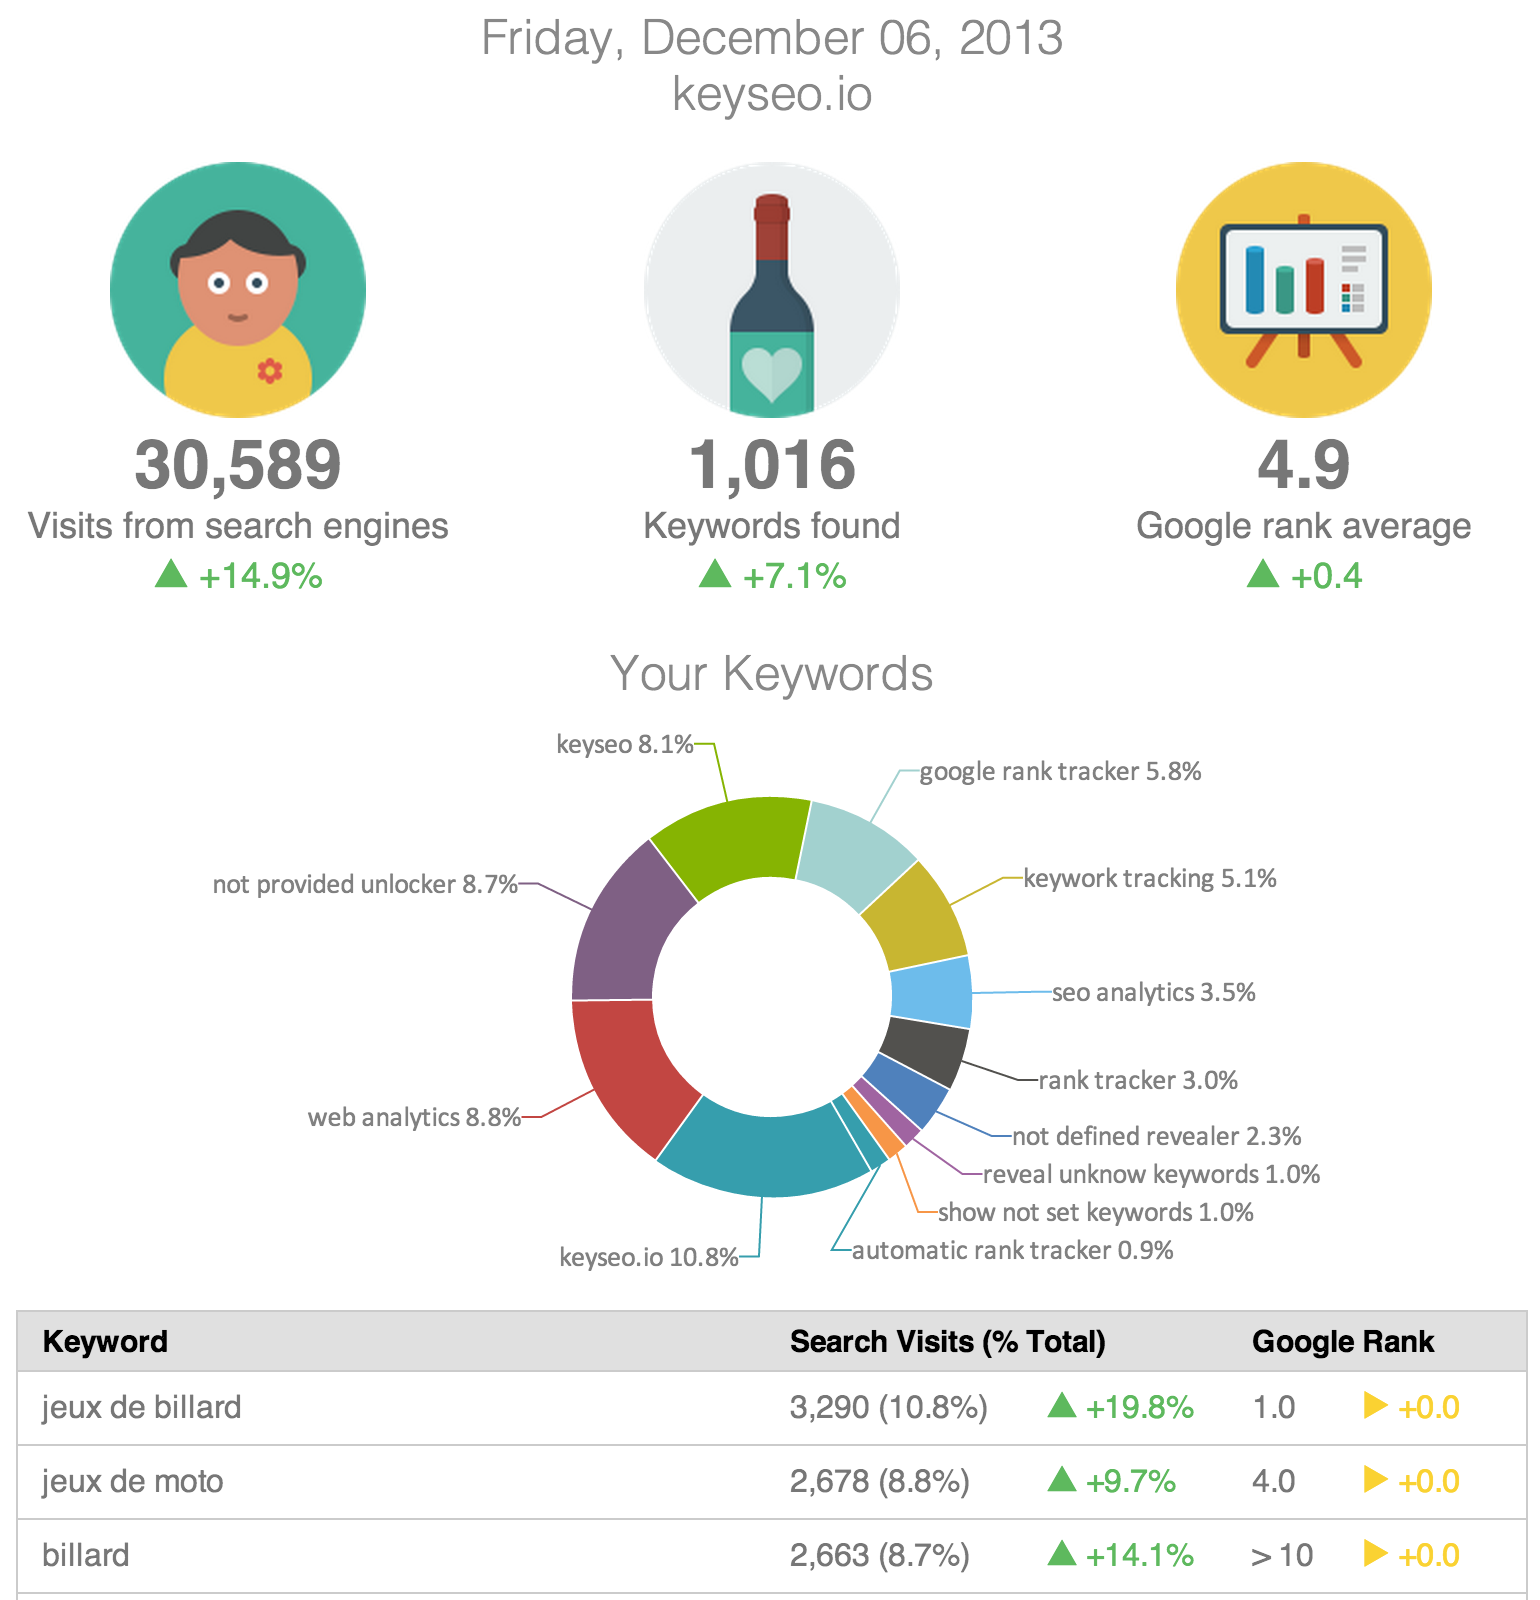 Friday, December 06, 2013
keyseo.io
30,589
Visits from search engines
+14.9%
1,016
Keywords found
+7.1%
4.9
Google rank average
+0.4
Your Keywords
keyseo 8.1%
google rank tracker 5.8%
not provided unlocker 8.7%
keywork tracking 5.1%
seo analytics 3.5%
rank tracker 3.0%
web analytics 8.8%
not defined revealer 2.3%
reveal unknow keywords 1.0%
show not set keywords 1.0%
automatic rank tracker 0.9%
keyseo.io 10.8%
Keyword Search Visits (% Total) Google Rank
jeux de billard 3,290 (10.8%) +19.8% 1.0 +0.0
jeux de moto 2,678 (8.8%) +9.7% 4.0 +0.0
billard 2,663 (8.7%) +14.1% > 10 +0.0